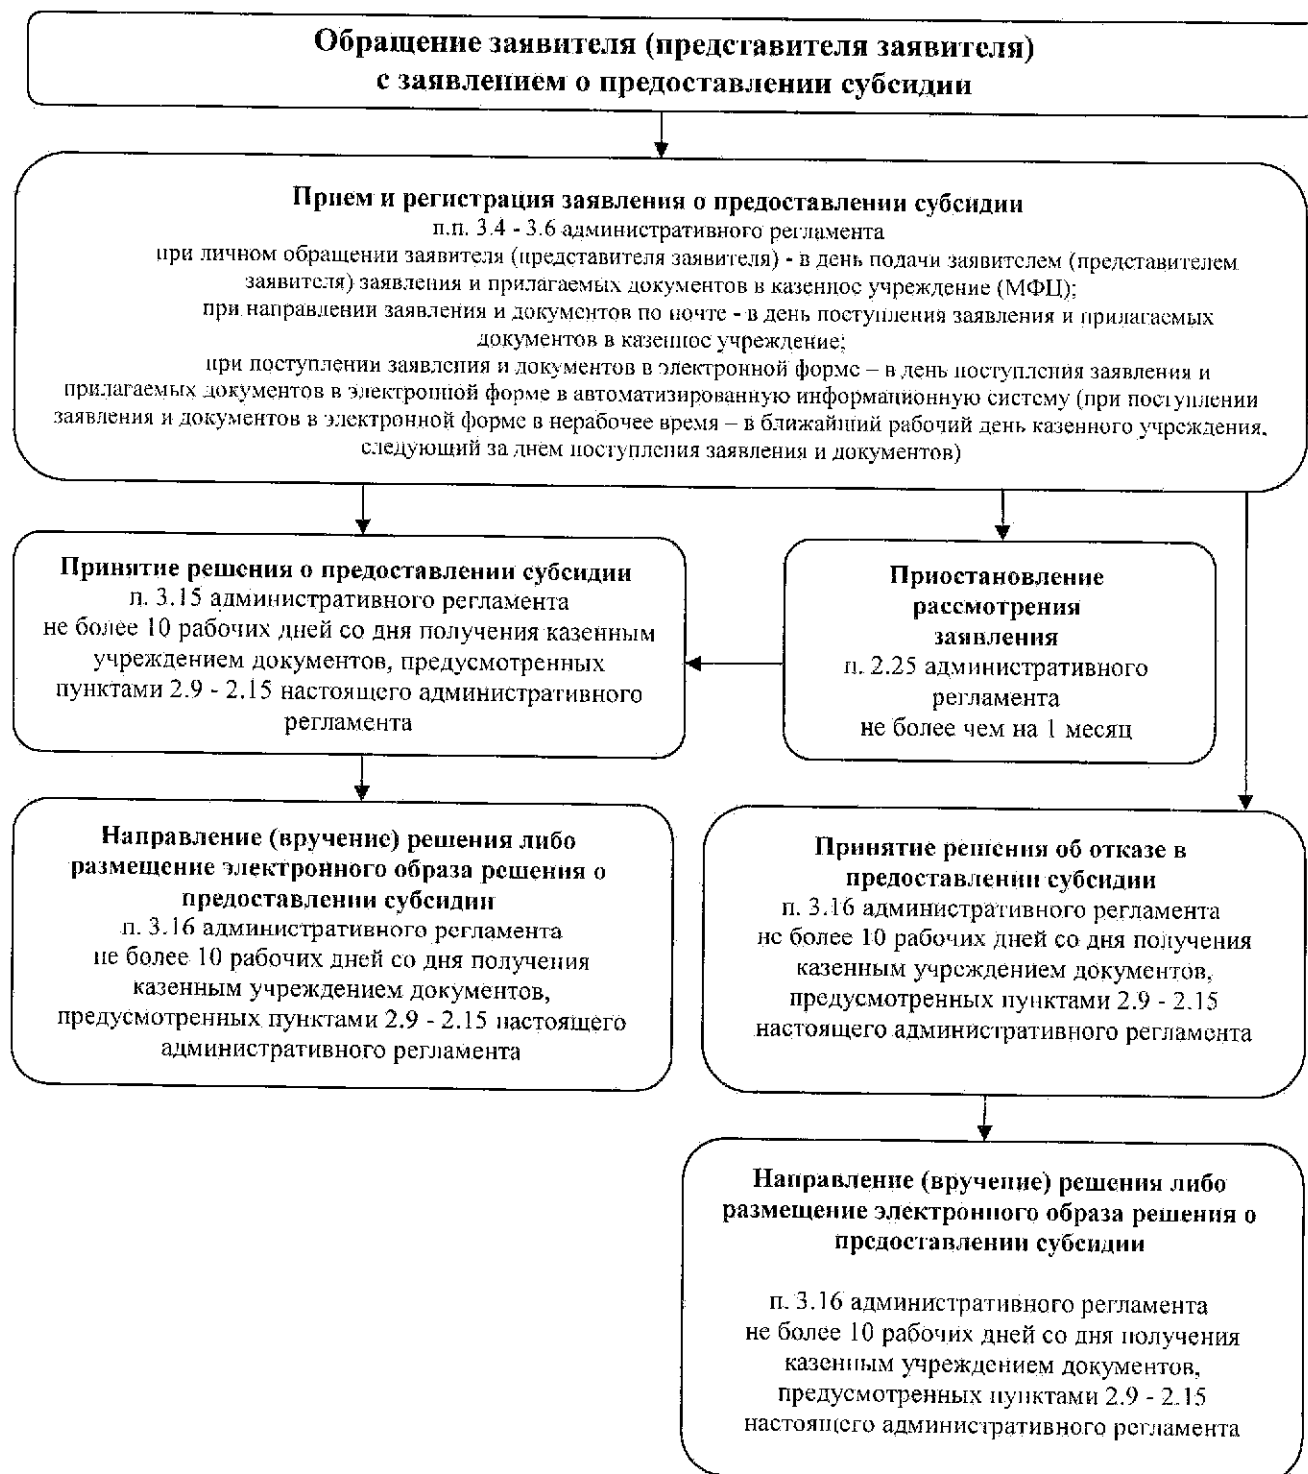 Обращение заявителя (представителя заявителя)
с заявлением о предоставлении субсидии
Прием и регистрация заявления о предоставлении субсидии
п.п. 3.4 - 3.6 административного регламента
при личном обращении заявителя (представителя заявителя) - в день подачи заявителем (представителем
заявителя) заявления и прилагаемых документов в казенное учреждение (МФЦ);
при направлении заявления и документов по почте - в день поступления заявления и прилагаемых
документов в казенное учреждение;
при поступлении заявления и документов в электронной форме – в день поступления заявления и
прилагаемых документов в электронной форме в автоматизированную информационную систему (при поступлении
заявления и документов в электронной форме в нерабочее время – в ближайший рабочий день казенного учреждения,
следующий за днем поступления заявления и документов)
Принятие решения о предоставлении субсидии
п. 3.15 административного регламента
не более 10 рабочих дней со дня получения казенным
учреждением документов, предусмотренных
пунктами 2.9 - 2.15 настоящего административного
регламента
Приостановление
рассмотрения
заявления
п. 2.25 административного
регламента
не более чем на 1 месяц
Направление (вручение) решения либо
размещение электронного образа решения о
предоставлении субсидии
п. 3.16 административного регламента
не более 10 рабочих дней со дня получения
казенным учреждением документов,
предусмотренных пунктами 2.9 - 2.15 настоящего
административного регламента
Принятие решения об отказе в
предоставлении субсидии
п. 3.16 административного регламента
не более 10 рабочих дней со дня получения
казенным учреждением документов,
предусмотренных пунктами 2.9 - 2.15
настоящего административного регламента
Направление (вручение) решения либо
размещение электронного образа решения о
предоставлении субсидии
п. 3.16 административного регламента
не более 10 рабочих дней со дня получения
казенным учреждением документов,
предусмотренных пунктами 2.9 - 2.15
настоящего административного регламента